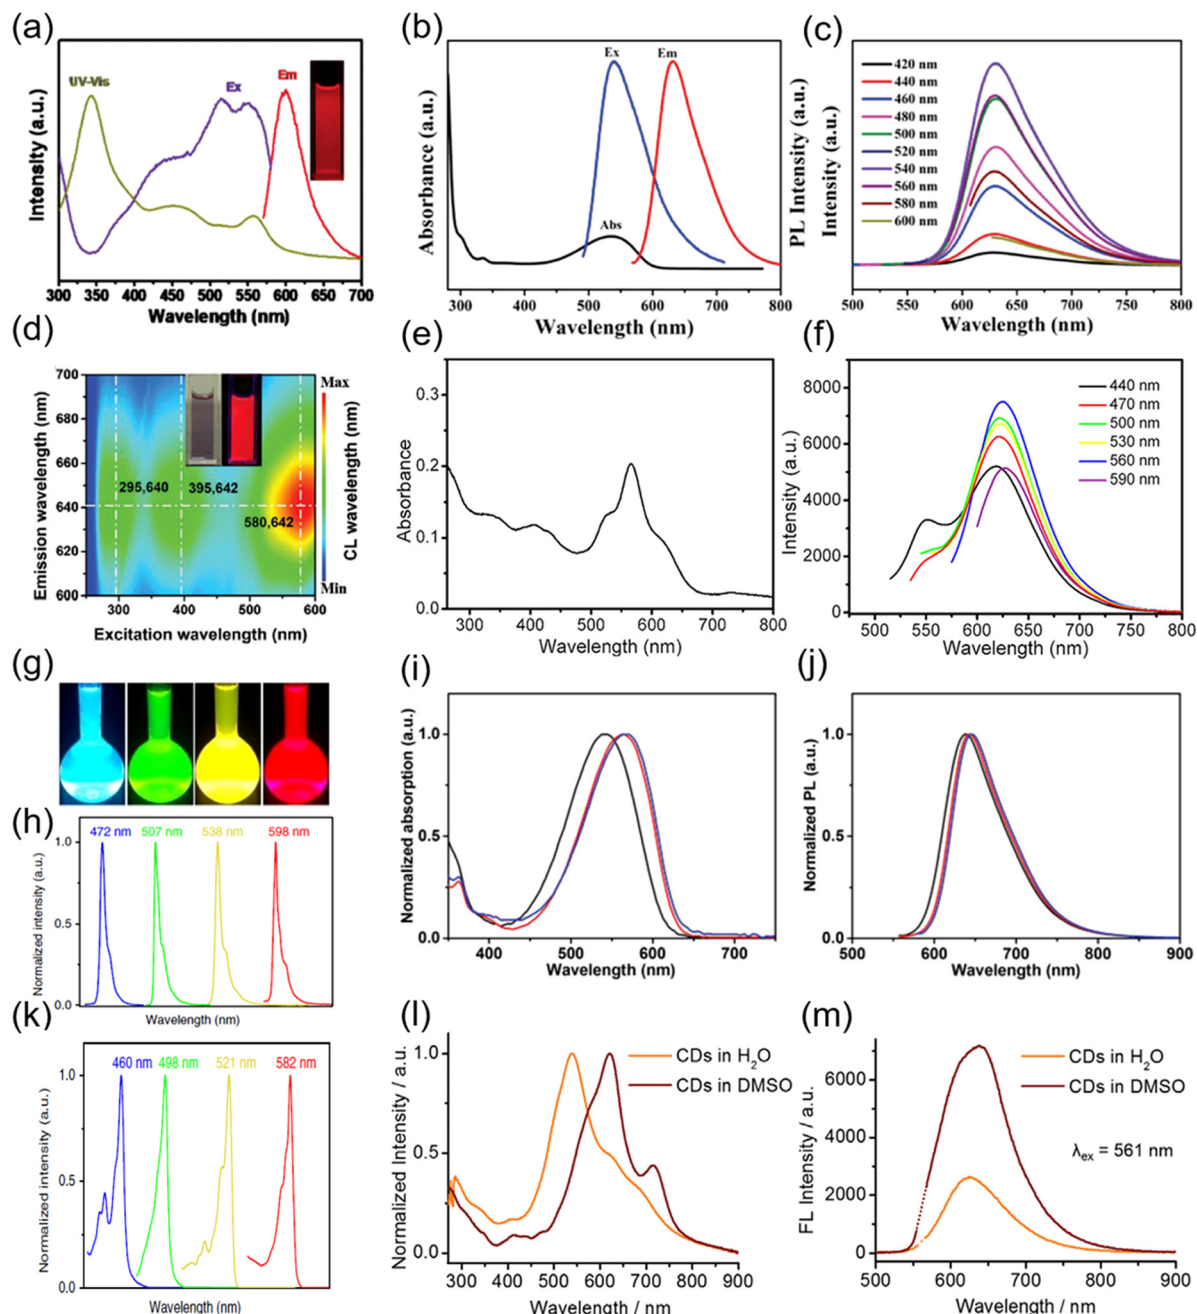 (a)
UV-Vis
Ex
Em
Intensity (a.u.)
300 350 400 450 500 550 600 650 700
Wavelength (nm)
(b)
Ex
Em
Abs
Absorbance (a.u.)
PL Intensity (a.u.)
300 400 500 600 700 800
Wavelength (nm)
(c)
420 nm
440 nm
460 nm
480 nm
500 nm
520 nm
540 nm
560 nm
580 nm
600 nm
Intensity (a.u.)
500 550 600 650 700 750 800
Wavelength (nm)
(d)
700
680
660
640
620
600
Emission wavelength (nm)
295,640
395,642
580,642
Max
Min
CL wavelength (nm)
300 400 500 600
Excitation wavelength (nm)
(e)
0.3
0.2
0.1
0.0
Absorbance
300 400 500 600 700 800
Wavelength (nm)
(f)
8000
6000
4000
2000
0
Intensity (a.u.)
440 nm
470 nm
500 nm
530 nm
560 nm
590 nm
500 550 600 650 700 750 800
Wavelength (nm)
(g)
(h)
472 nm 507 nm 538 nm 598 nm
1.0
0.5
0.0
Normalized intensity (a.u.)
Wavelength (nm)
(i)
1.0
0.5
0.0
Normalized absorption (a.u.)
400 500 600 700
Wavelength (nm)
(j)
1.0
0.5
0.0
Normalized PL (a.u.)
500 600 700 800 900
Wavelength (nm)
(k)
460 nm 498 nm 521 nm 582 nm
1.0
0.5
0.0
Normalized intensity (a.u.)
Wavelength (nm)
(l)
CDs in H₂O
CDs in DMSO
1.0
0.5
0.0
Normalized Intensity / a.u.
300 400 500 600 700 800 900
Wavelength / nm
(m)
CDs in H₂O
CDs in DMSO
λex = 561 nm
6000
4000
2000
0
FL Intensity / a.u.
500 600 700 800 900
Wavelength / nm